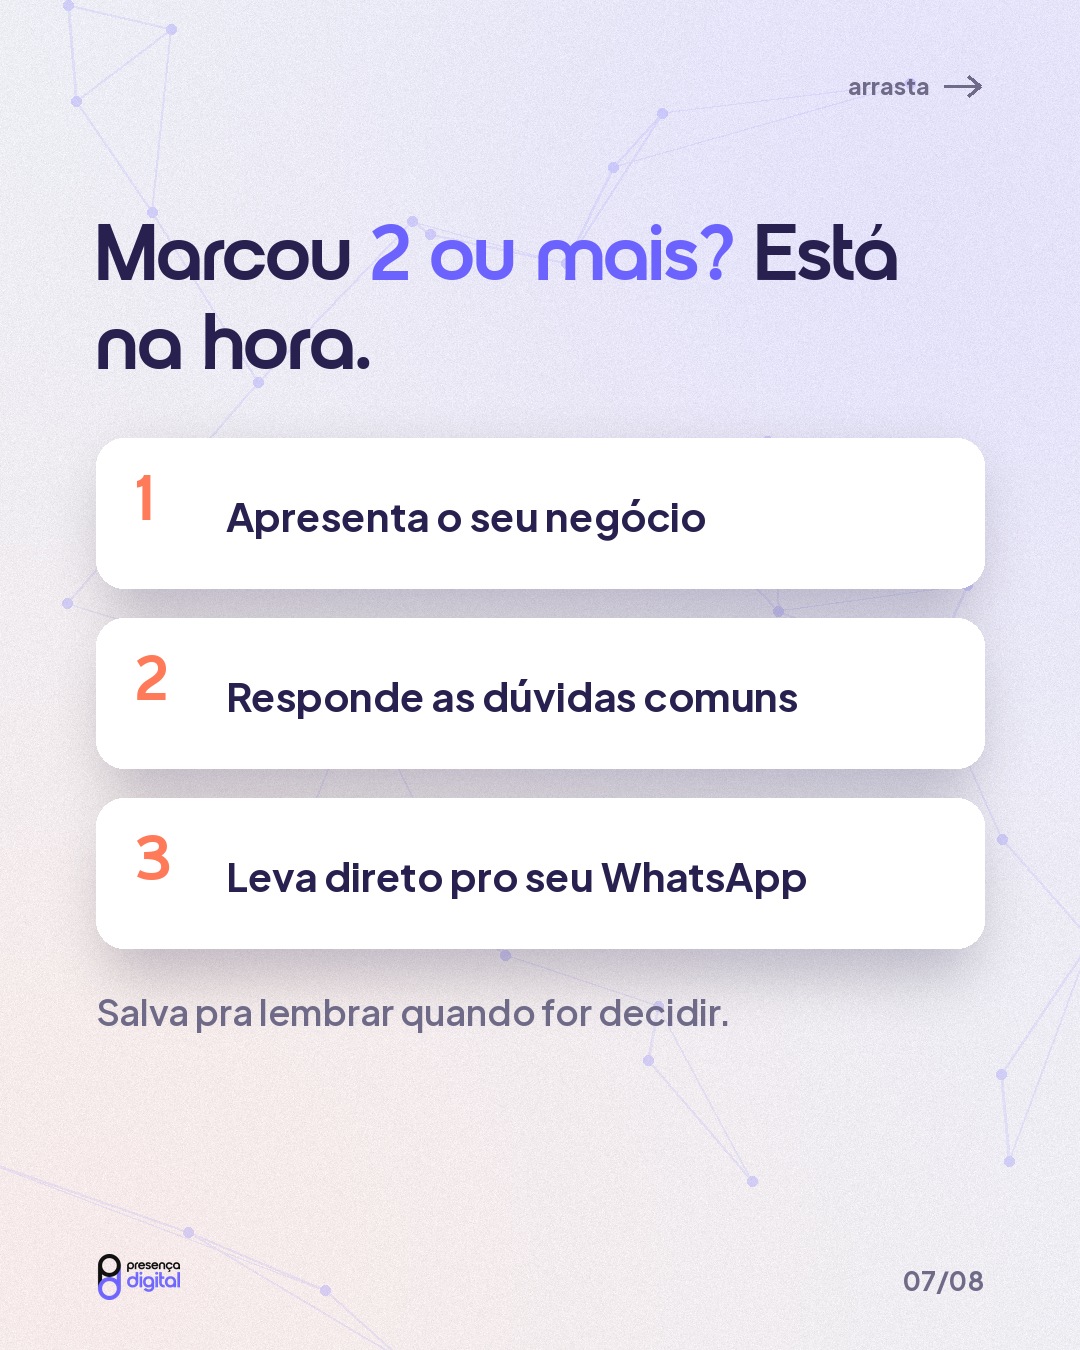 arrasta
Marcou 2 ou mais? Está
na hora.
1
Apresenta o seu negócio
2
Responde as dúvidas comuns
3
Leva direto pro seu WhatsApp
Salva pra lembrar quando for decidir.
presença
digital
07/08